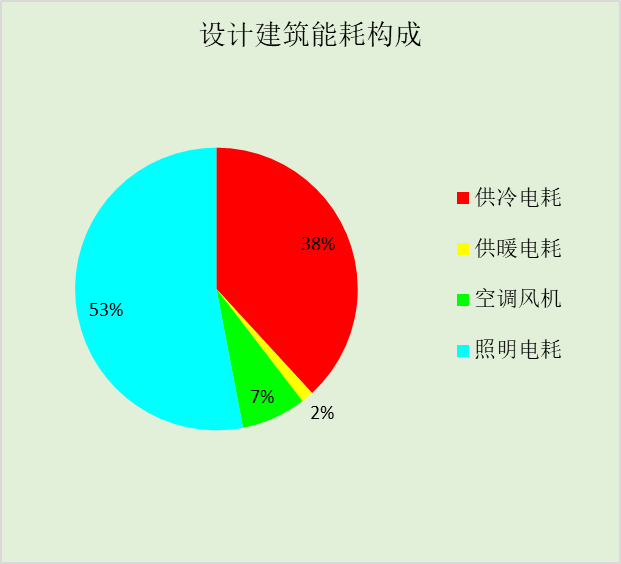 设计建筑能耗构成
38%
供冷电耗
供暖电耗
空调风机
53%
照明电耗
7%
2%